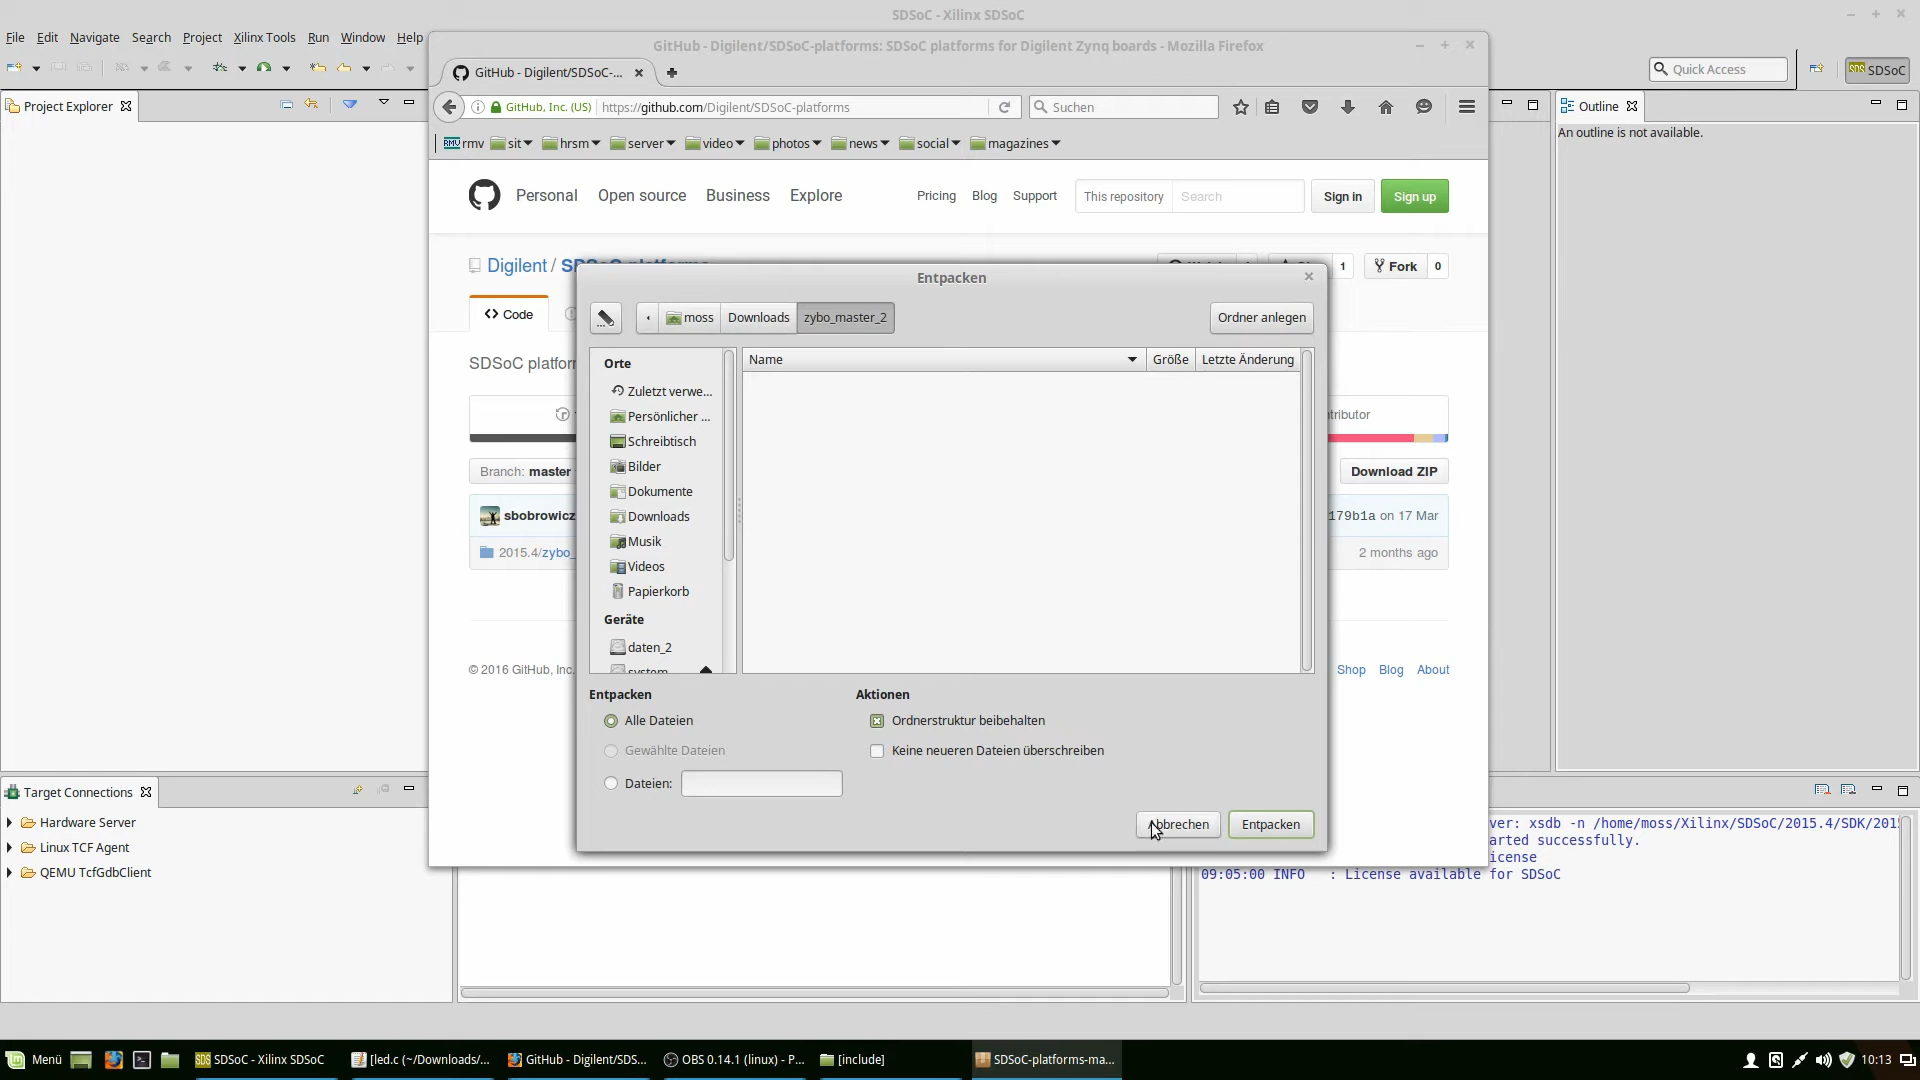 SDSoC - Xilinx SDSoC
File Edit Navigate Search Project Xilinx Tools Run Window Help
GitHub - Digilent/SDSoC-platforms: SDSoC platforms for Digilent Zynq boards - Mozilla Firefox
GitHub - Digilent/SDSoC-...
Quick Access
SDSoC
Project Explorer
GitHub, Inc. (US) https://github.com/Digilent/SDSoC-platforms
Suchen
Outline
An outline is not available.
rmv sit hrsm server video photos news social magazines
Personal Open source Business Explore
Pricing Blog Support
This repository Search
Sign in
Sign up
Digilent /
1
Fork 0
Code
SDSoC platfor
tributor
Branch: master
Download ZIP
sbobrowicz
179b1a on 17 Mar
2015.4/zybo_
2 months ago
© 2016 GitHub, Inc.
Shop Blog About
Entpacken
moss Downloads zybo_master_2
Ordner anlegen
Orte
Zuletzt verwe...
Persönlicher ...
Schreibtisch
Bilder
Dokumente
Downloads
Musik
Videos
Papierkorb
Geräte
daten_2
system
Name Größe Letzte Änderung
Entpacken
Alle Dateien
Gewählte Dateien
Dateien:
Aktionen
Ordnerstruktur beibehalten
Keine neueren Dateien überschreiben
Abbrechen
Entpacken
Target Connections
Hardware Server
Linux TCF Agent
QEMU TcfGdbClient
ver: xsdb -n /home/moss/Xilinx/SDSoC/2015.4/SDK/201
arted successfully.
icense
09:05:00 INFO : License available for SDSoC
Menü
SDSoC - Xilinx SDSoC
[led.c (~/Downloads/...
GitHub - Digilent/SDS...
OBS 0.14.1 (linux) - P...
[include]
SDSoC-platforms-ma...
10:13